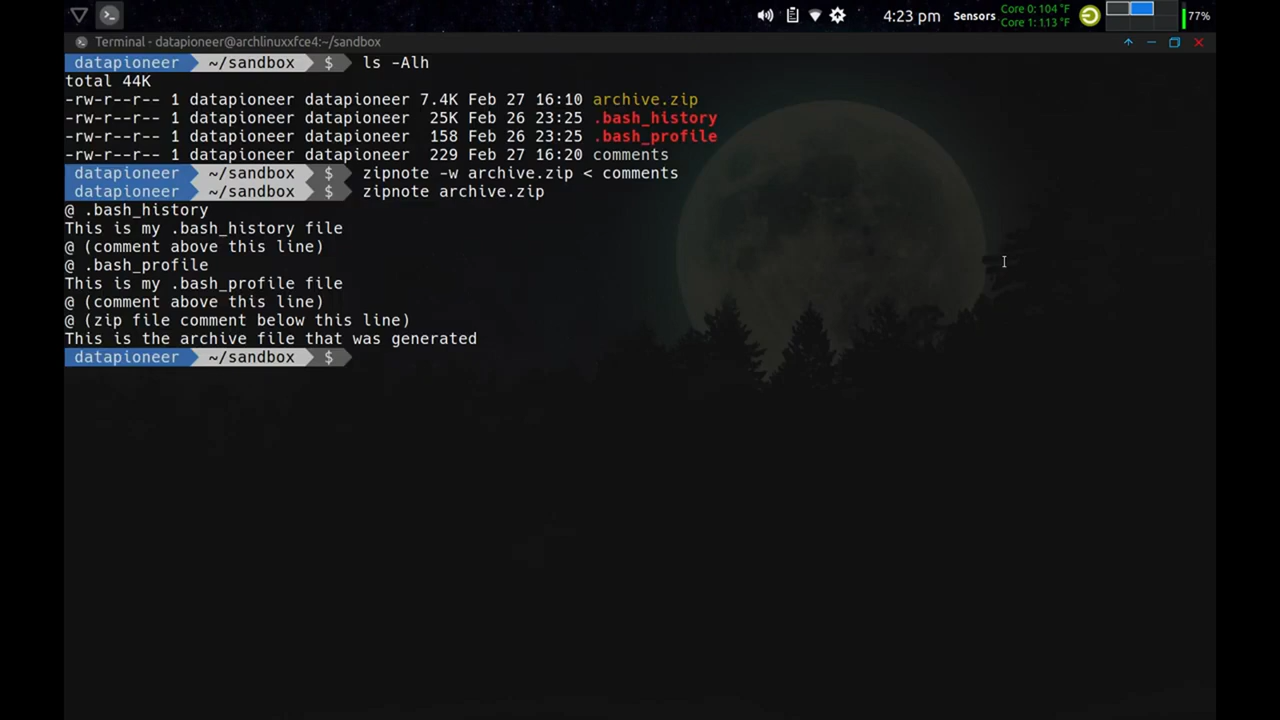 4:23 pm Sensors Core 0: 104 °F
Core 1: 113 °F
77%
Terminal - datapioneer@archlinuxxfce4:~/sandbox
datapioneer ~/sandbox $ ls -Alh
total 44K
-rw-r--r-- 1 datapioneer datapioneer 7.4K Feb 27 16:10 archive.zip
-rw-r--r-- 1 datapioneer datapioneer  25K Feb 26 23:25 .bash_history
-rw-r--r-- 1 datapioneer datapioneer  158 Feb 26 23:25 .bash_profile
-rw-r--r-- 1 datapioneer datapioneer  229 Feb 27 16:20 comments
datapioneer ~/sandbox $ zipnote -w archive.zip < comments
datapioneer ~/sandbox $ zipnote archive.zip
@ .bash_history
This is my .bash_history file
@ (comment above this line)
@ .bash_profile
This is my .bash_profile file
@ (comment above this line)
@ (zip file comment below this line)
This is the archive file that was generated
datapioneer ~/sandbox $